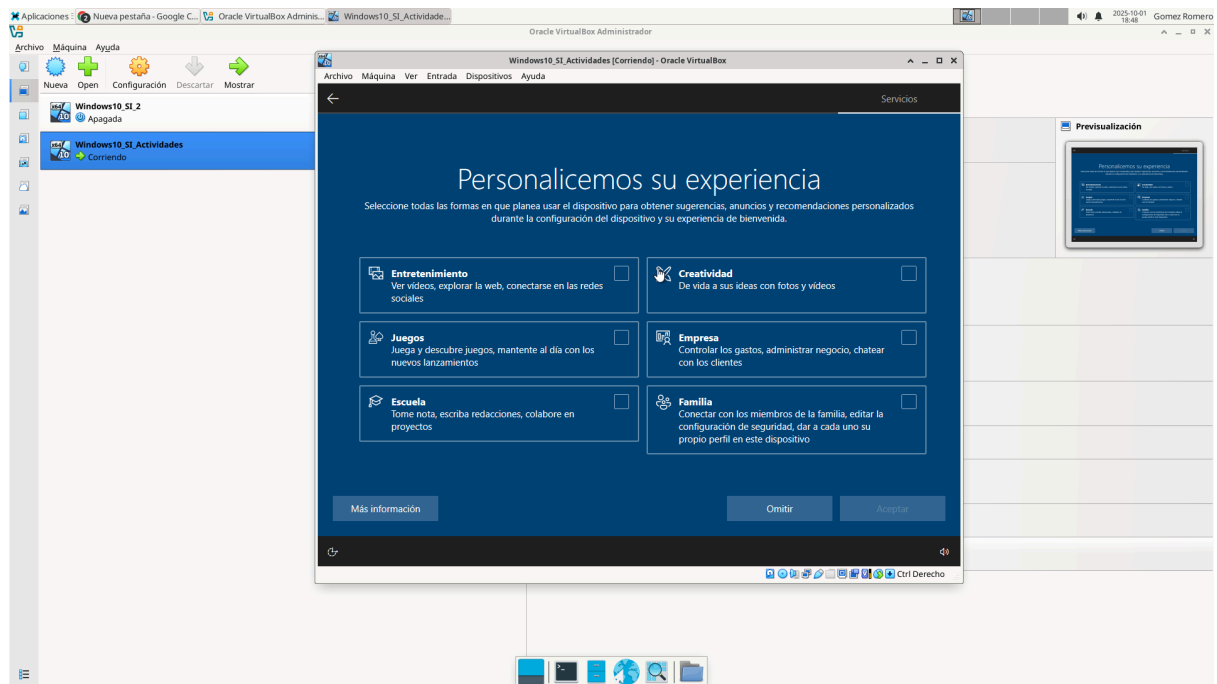 Aplicaciones
Nueva pestaña - Google C...
Oracle VirtualBox Adminis...
Windows10_SI_Actividade...
2025-10-01
18:48
Gomez Romero
Oracle VirtualBox Administrador
Archivo Máquina Ayuda
Nueva Open Configuración Descartar Mostrar
Windows10_SI_2
Apagada
Windows10_SI_Actividades
Corriendo
Previsualización
Windows10_SI_Actividades [Corriendo] - Oracle VirtualBox
Archivo Máquina Ver Entrada Dispositivos Ayuda
Servicios
Personalicemos su experiencia
Seleccione todas las formas en que planea usar el dispositivo para obtener sugerencias, anuncios y recomendaciones personalizados
durante la configuración del dispositivo y su experiencia de bienvenida.
Entretenimiento
Ver vídeos, explorar la web, conectarse en las redes
sociales
Creatividad
De vida a sus ideas con fotos y vídeos
Juegos
Juega y descubre juegos, mantente al día con los
nuevos lanzamientos
Empresa
Controlar los gastos, administrar negocio, chatear
con los clientes
Escuela
Tome nota, escriba redacciones, colabore en
proyectos
Familia
Conectar con los miembros de la familia, editar la
configuración de seguridad, dar a cada uno su
propio perfil en este dispositivo
Más información
Omitir
Aceptar
Ctrl Derecho